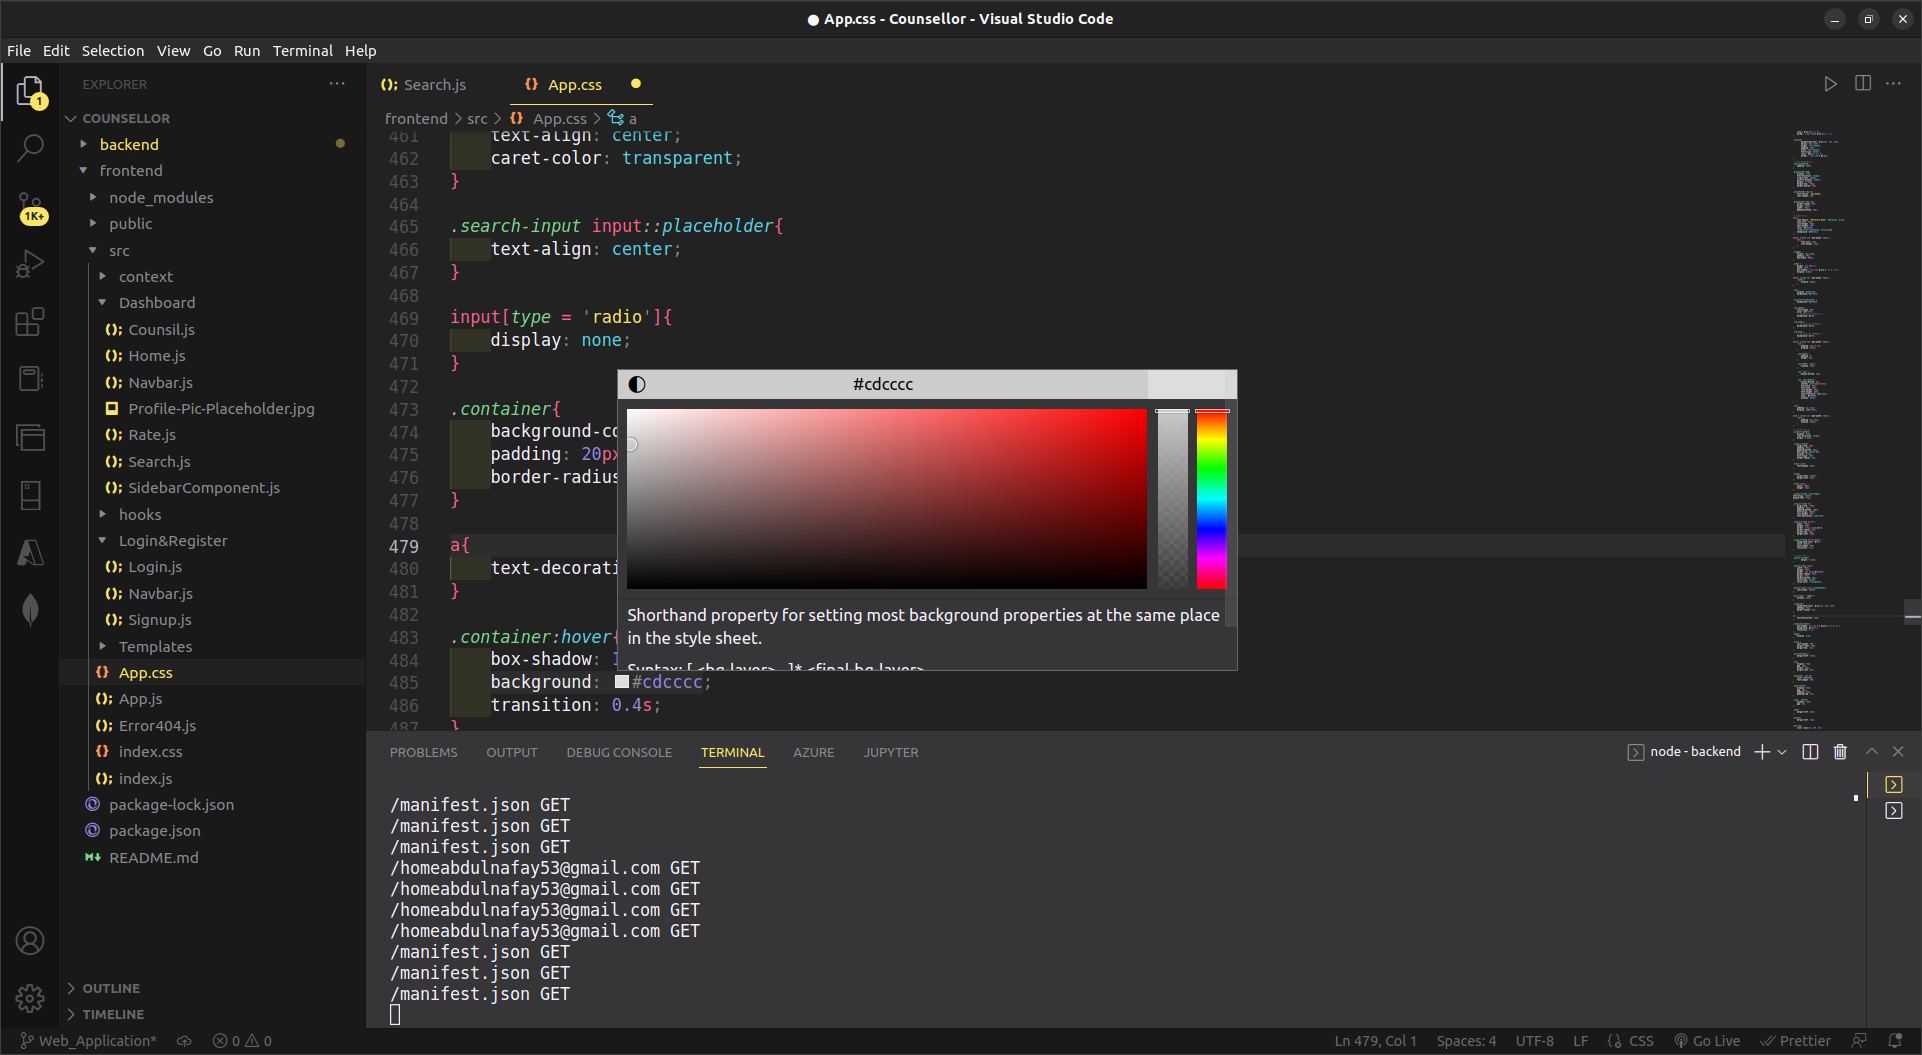 App.css - Counsellor - Visual Studio Code
File Edit Selection View Go Run Terminal Help
EXPLORER
1
COUNSELLOR
backend
frontend
node_modules
public
1K+
src
context
Dashboard
Counsil.js
Home.js
Navbar.js
Profile-Pic-Placeholder.jpg
Rate.js
Search.js
SidebarComponent.js
hooks
Login&Register
Login.js
Navbar.js
Signup.js
Templates
App.css
App.js
Error404.js
index.css
index.js
package-lock.json
package.json
README.md
OUTLINE
TIMELINE
Search.js App.css
frontend > src > App.css > a
461 text-align: center;
462 caret-color: transparent;
463 }
464
465 .search-input input::placeholder{
466 text-align: center;
467 }
468
469 input[type = 'radio']{
470 display: none;
471 }
472
473 .container{
474 background-co
475 padding: 20px
476 border-radius
477 }
478
479 a{
480 text-decorati
481 }
482
483 .container:hover{
484 box-shadow: 1
485 background: #cdcccc;
486 transition: 0.4s;
487 }
#cdcccc
Shorthand property for setting most background properties at the same place
in the style sheet.
Syntax: [ <bg-layer> , ]* <final-bg-layer>
PROBLEMS OUTPUT DEBUG CONSOLE TERMINAL AZURE JUPYTER
node - backend
/manifest.json GET
/manifest.json GET
/manifest.json GET
/homeabdulnafay53@gmail.com GET
/homeabdulnafay53@gmail.com GET
/homeabdulnafay53@gmail.com GET
/homeabdulnafay53@gmail.com GET
/manifest.json GET
/manifest.json GET
/manifest.json GET
Web_Application* 0 0 Ln 479, Col 1 Spaces: 4 UTF-8 LF CSS Go Live Prettier